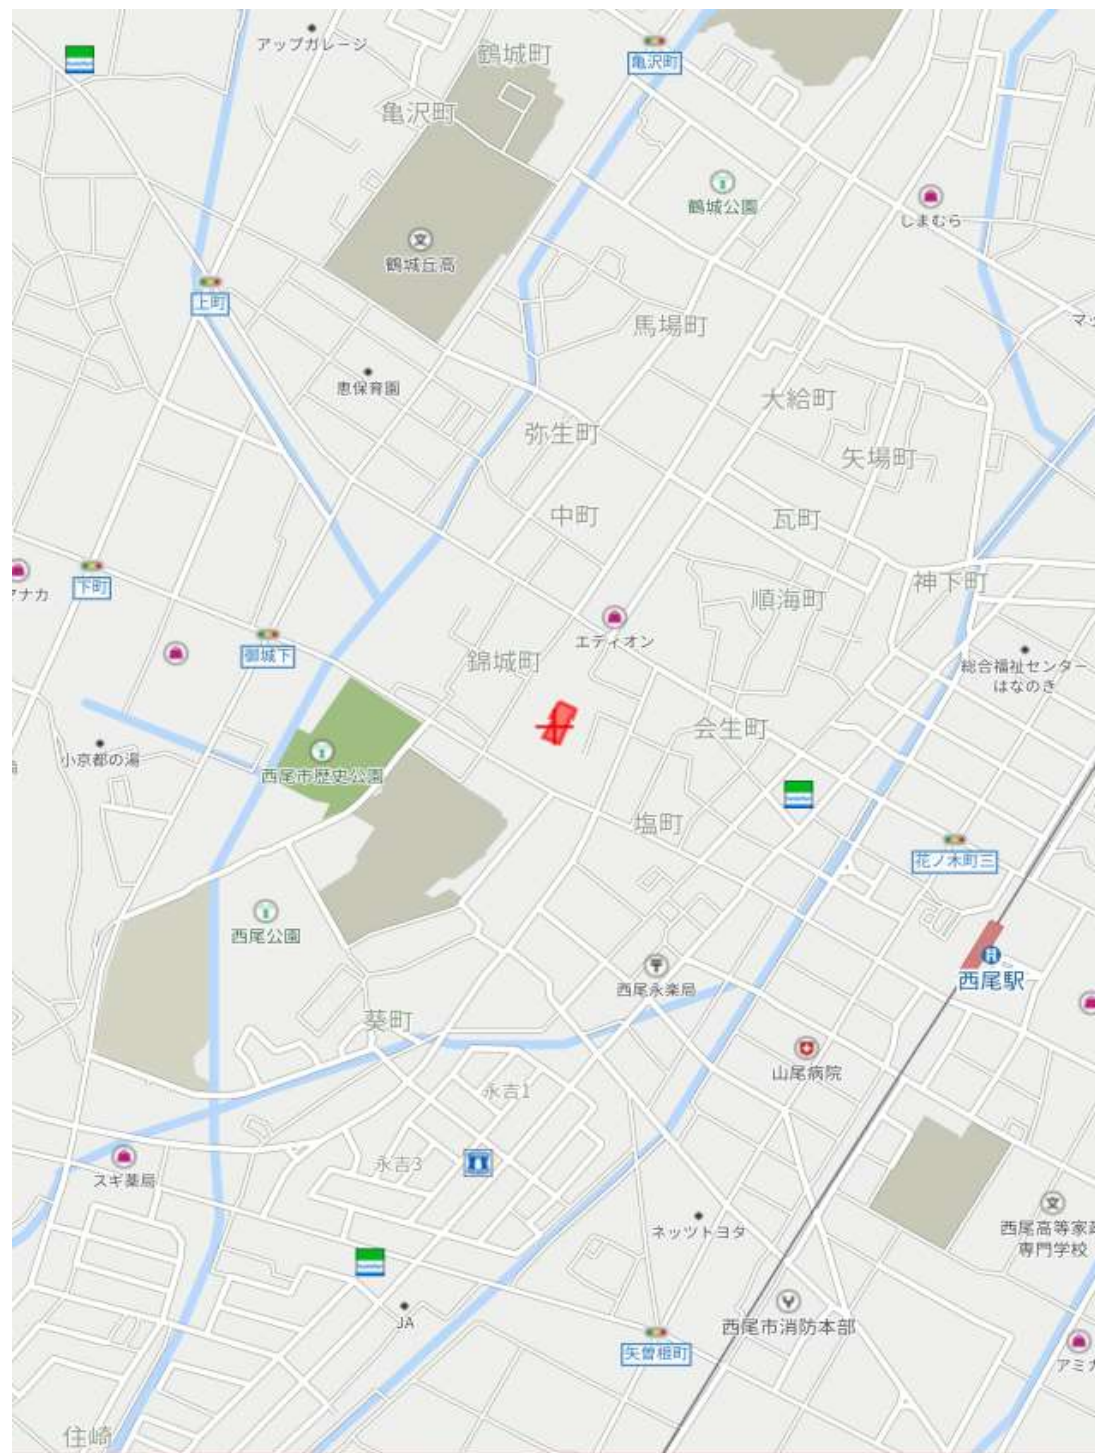 アップガレージ
鶴城町
亀沢町
亀沢町
鶴城公園
しまむら
鶴城丘高
上町
馬場町
マッ
恵保育園
大給町
弥生町
矢場町
中町
瓦町
神下町
下町
順海町
エディオン
御城下
錦城町
総合福祉センター
はなのき
会生町
小京都の湯
西尾市歴史公園
塩町
花ノ木町三
西尾公園
西尾駅
西尾永楽局
葵町
山尾病院
永吉1
永吉3
スギ薬局
ネッツトヨタ
西尾高等家政
専門学校
JA
西尾市消防本部
矢曽根町
アミカ
住崎